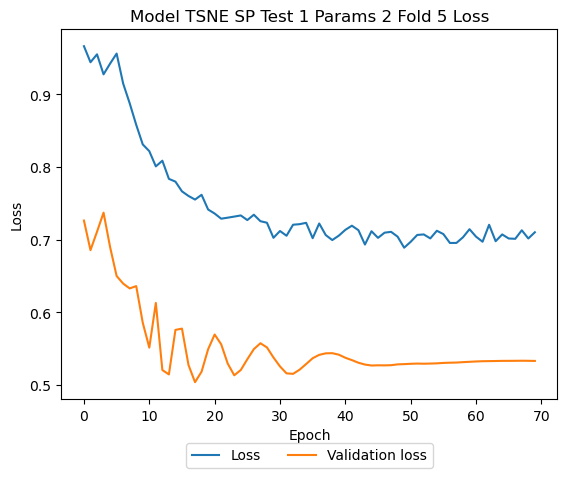 Model TSNE SP Test 1 Params 2 Fold 5 Loss
Loss
0.9
0.8
0.7
0.6
0.5
0 10 20 30 40 50 60 70
Epoch
Loss Validation loss